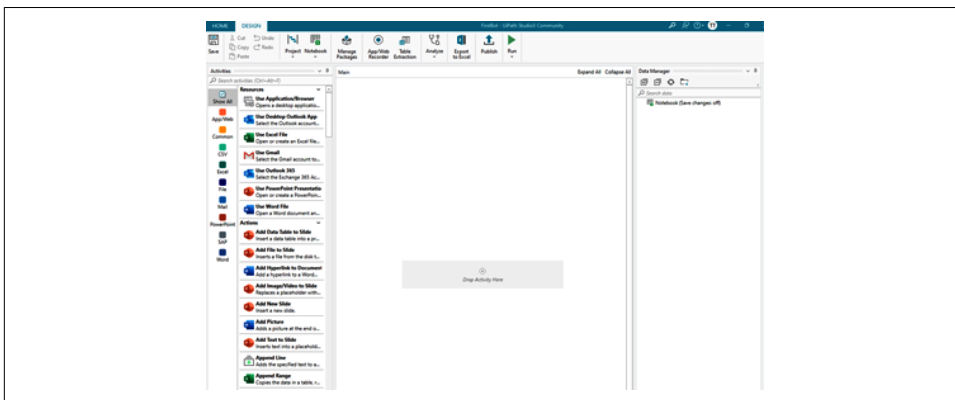 HOME DESIGN FirstBot - UiPath StudioX Community
Save Cut Undo Copy Redo Paste Project Notebook Manage Packages App/Web Recorder Table Extraction Analyze Export to Excel Publish Run
Activities
Search activities (Ctrl+Alt+F)
Show All
App/Web
Common
CSV
Excel
File
Mail
PowerPoint
SAP
Word
Resources
Use Application/Browser
Opens a desktop applicatio...
Use Desktop Outlook App
Select the Outlook account...
Use Excel File
Open or create an Excel file...
Use Gmail
Select the Gmail account to...
Use Outlook 365
Select the Exchange 365 Ac...
Use PowerPoint Presentatio
Open or create a PowerPoin...
Use Word File
Open a Word document an...
Actions
Add Data Table to Slide
Insert a data table into a pr...
Add File to Slide
Inserts a file from the disk t...
Add Hyperlink to Document
Add a hyperlink to a Word...
Add Image/Video to Slide
Replaces a placeholder with...
Add New Slide
Insert a new slide.
Add Picture
Adds a picture at the end o...
Add Text to Slide
Inserts text into a placehold...
Append Line
Adds the specified text to a...
Append Range
Copies the data in a table, r...
Main
Expand All Collapse All
Drop Activity Here
Data Manager
Search data
Notebook (Save changes: off)